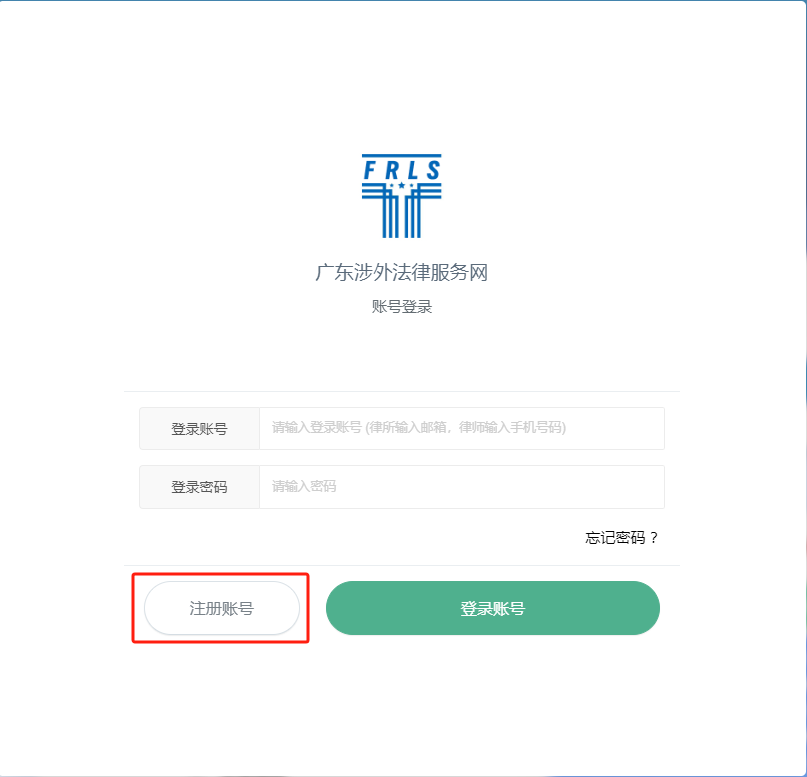 FRLS
广东涉外法律服务网
账号登录
登录账号 请输入登录账号 (律所输入邮箱，律师输入手机号码)
登录密码 请输入密码
忘记密码？
注册账号 登录账号